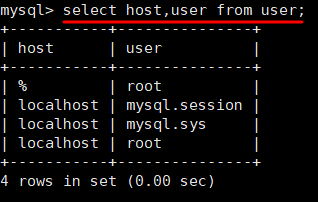 mysql> select host,user from user;
+-----------+---------------+
| host      | user          |
+-----------+---------------+
| %         | root          |
| localhost | mysql.session |
| localhost | mysql.sys     |
| localhost | root          |
+-----------+---------------+
4 rows in set (0.00 sec)